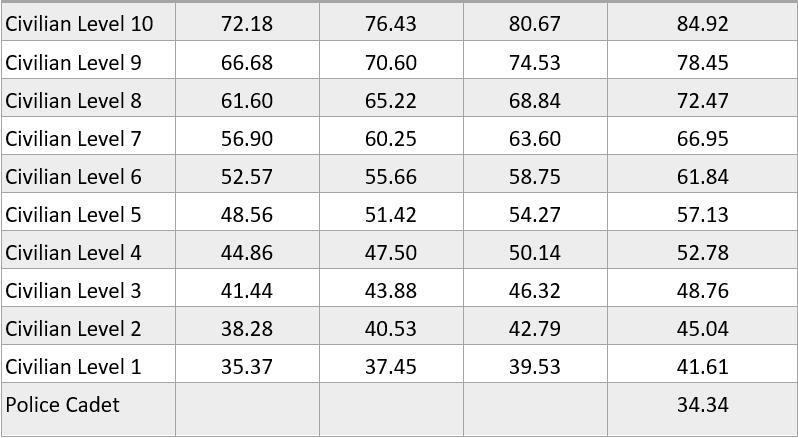 Civilian Level 10 72.18 76.43 80.67 84.92
Civilian Level 9 66.68 70.60 74.53 78.45
Civilian Level 8 61.60 65.22 68.84 72.47
Civilian Level 7 56.90 60.25 63.60 66.95
Civilian Level 6 52.57 55.66 58.75 61.84
Civilian Level 5 48.56 51.42 54.27 57.13
Civilian Level 4 44.86 47.50 50.14 52.78
Civilian Level 3 41.44 43.88 46.32 48.76
Civilian Level 2 38.28 40.53 42.79 45.04
Civilian Level 1 35.37 37.45 39.53 41.61
Police Cadet 34.34